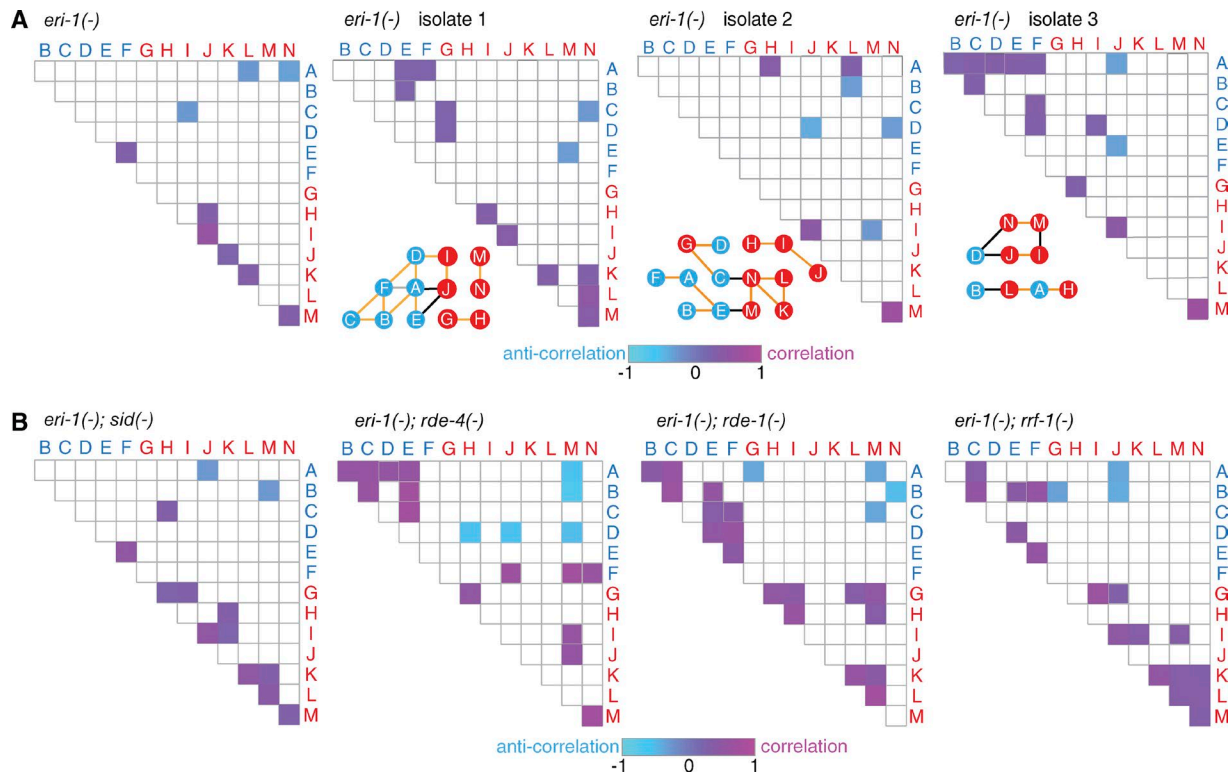 A
eri-1(-)
eri-1(-) isolate 1
eri-1(-) isolate 2
eri-1(-) isolate 3
B C D E F G H I J K L M N
B C D E F G H I J K L M N
B C D E F G H I J K L M N
B C D E F G H I J K L M N
A A A A
B B B B
C C C C
D D D D
E E E E
F F F F
G G G G
H H H H
I I I I
J J J J
K K K K
L L L L
M M M M
D I M
F A J N
C B E G H
G D H I
F A C N L J
B E M K
N M
D J I
B L A H
anti-correlation correlation
-1 0 1
B
eri-1(-); sid(-)
eri-1(-); rde-4(-)
eri-1(-); rde-1(-)
eri-1(-); rrf-1(-)
B C D E F G H I J K L M N
B C D E F G H I J K L M N
B C D E F G H I J K L M N
B C D E F G H I J K L M N
A A A A
B B B B
C C C C
D D D D
E E E E
F F F F
G G G G
H H H H
I I I I
J J J J
K K K K
L L L L
M M M M
anti-correlation correlation
-1 0 1